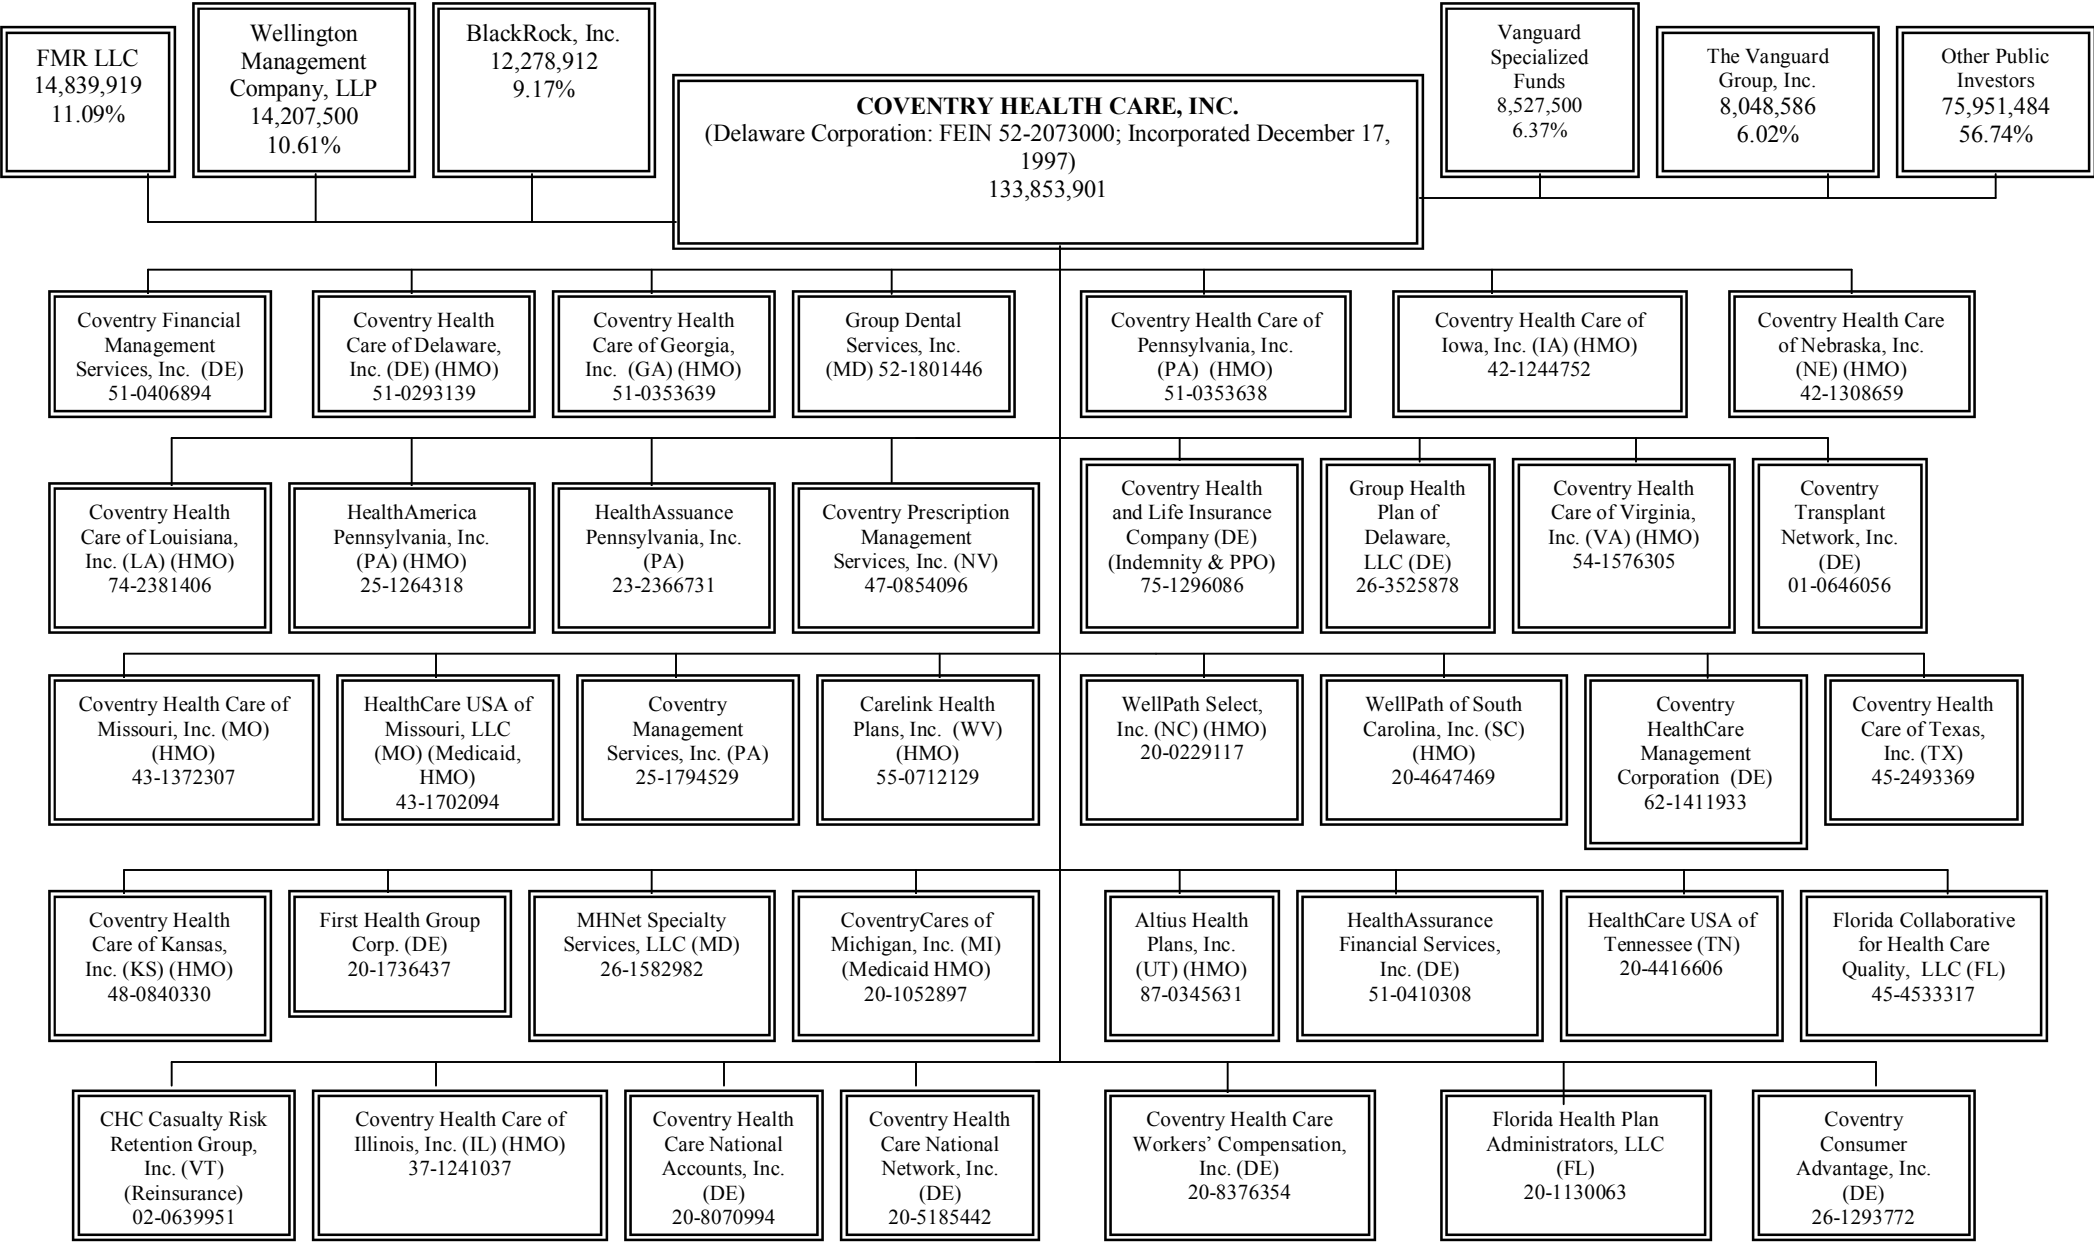 FMR LLC
14,839,919
11.09%
Wellington
Management
Company, LLP
14,207,500
10.61%
BlackRock, Inc.
12,278,912
9.17%
COVENTRY HEALTH CARE, INC.
(Delaware Corporation: FEIN 52-2073000; Incorporated December 17,
1997)
133,853,901
Vanguard
Specialized
Funds
8,527,500
6.37%
The Vanguard
Group, Inc.
8,048,586
6.02%
Other Public
Investors
75,951,484
56.74%
Coventry Financial
Management
Services, Inc. (DE)
51-0406894
Coventry Health
Care of Delaware,
Inc. (DE) (HMO)
51-0293139
Coventry Health
Care of Georgia,
Inc. (GA) (HMO)
51-0353639
Group Dental
Services, Inc.
(MD) 52-1801446
Coventry Health Care of
Pennsylvania, Inc.
(PA) (HMO)
51-0353638
Coventry Health Care of
Iowa, Inc. (IA) (HMO)
42-1244752
Coventry Health Care
of Nebraska, Inc.
(NE) (HMO)
42-1308659
Coventry Health
Care of Louisiana,
Inc. (LA) (HMO)
74-2381406
HealthAmerica
Pennsylvania, Inc.
(PA) (HMO)
25-1264318
HealthAssuance
Pennsylvania, Inc.
(PA)
23-2366731
Coventry Prescription
Management
Services, Inc. (NV)
47-0854096
Coventry Health
and Life Insurance
Company (DE)
(Indemnity & PPO)
75-1296086
Group Health
Plan of
Delaware,
LLC (DE)
26-3525878
Coventry Health
Care of Virginia,
Inc. (VA) (HMO)
54-1576305
Coventry
Transplant
Network, Inc.
(DE)
01-0646056
Coventry Health Care of
Missouri, Inc. (MO)
(HMO)
43-1372307
HealthCare USA of
Missouri, LLC
(MO) (Medicaid,
HMO)
43-1702094
Coventry
Management
Services, Inc. (PA)
25-1794529
Carelink Health
Plans, Inc. (WV)
(HMO)
55-0712129
WellPath Select,
Inc. (NC) (HMO)
20-0229117
WellPath of South
Carolina, Inc. (SC)
(HMO)
20-4647469
Coventry
HealthCare
Management
Corporation (DE)
62-1411933
Coventry Health
Care of Texas,
Inc. (TX)
45-2493369
Coventry Health
Care of Kansas,
Inc. (KS) (HMO)
48-0840330
First Health Group
Corp. (DE)
20-1736437
MHNet Specialty
Services, LLC (MD)
26-1582982
CoventryCares of
Michigan, Inc. (MI)
(Medicaid HMO)
20-1052897
Altius Health
Plans, Inc.
(UT) (HMO)
87-0345631
HealthAssurance
Financial Services,
Inc. (DE)
51-0410308
HealthCare USA of
Tennessee (TN)
20-4416606
Florida Collaborative
for Health Care
Quality, LLC (FL)
45-4533317
CHC Casualty Risk
Retention Group,
Inc. (VT)
(Reinsurance)
02-0639951
Coventry Health Care of
Illinois, Inc. (IL) (HMO)
37-1241037
Coventry Health
Care National
Accounts, Inc.
(DE)
20-8070994
Coventry Health
Care National
Network, Inc.
(DE)
20-5185442
Coventry Health Care
Workers’ Compensation,
Inc. (DE)
20-8376354
Florida Health Plan
Administrators, LLC
(FL)
20-1130063
Coventry
Consumer
Advantage, Inc.
(DE)
26-1293772